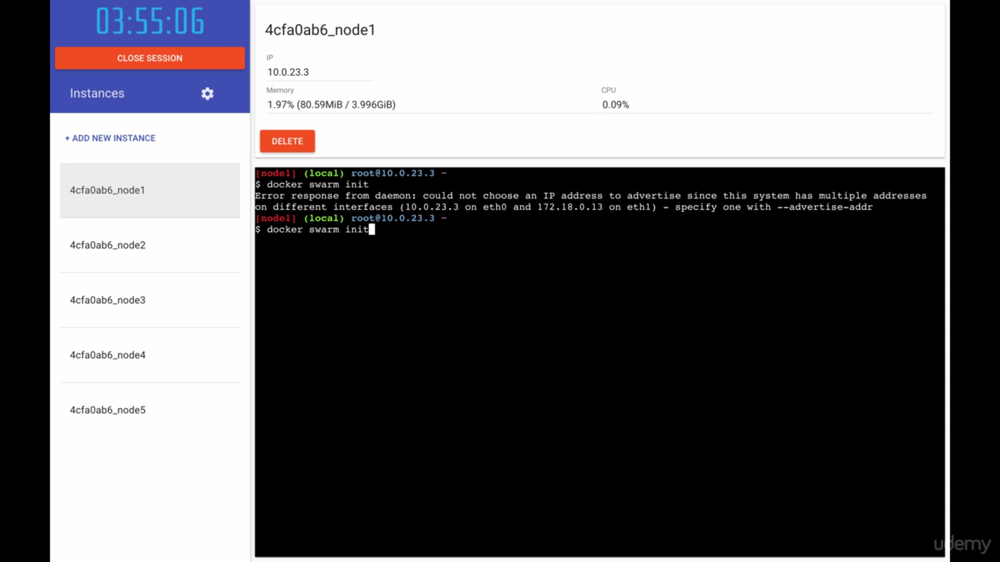 03:55:06
CLOSE SESSION
Instances
+ ADD NEW INSTANCE
4cfa0ab6_node1
4cfa0ab6_node2
4cfa0ab6_node3
4cfa0ab6_node4
4cfa0ab6_node5
4cfa0ab6_node1
IP
10.0.23.3
Memory
1.97% (80.59MiB / 3.996GiB)
CPU
0.09%
DELETE
[node1] (local) root@10.0.23.3 ~
$ docker swarm init
Error response from daemon: could not choose an IP address to advertise since this system has multiple addresses
on different interfaces (10.0.23.3 on eth0 and 172.18.0.13 on eth1) - specify one with --advertise-addr
[node1] (local) root@10.0.23.3 ~
$ docker swarm init
udemy